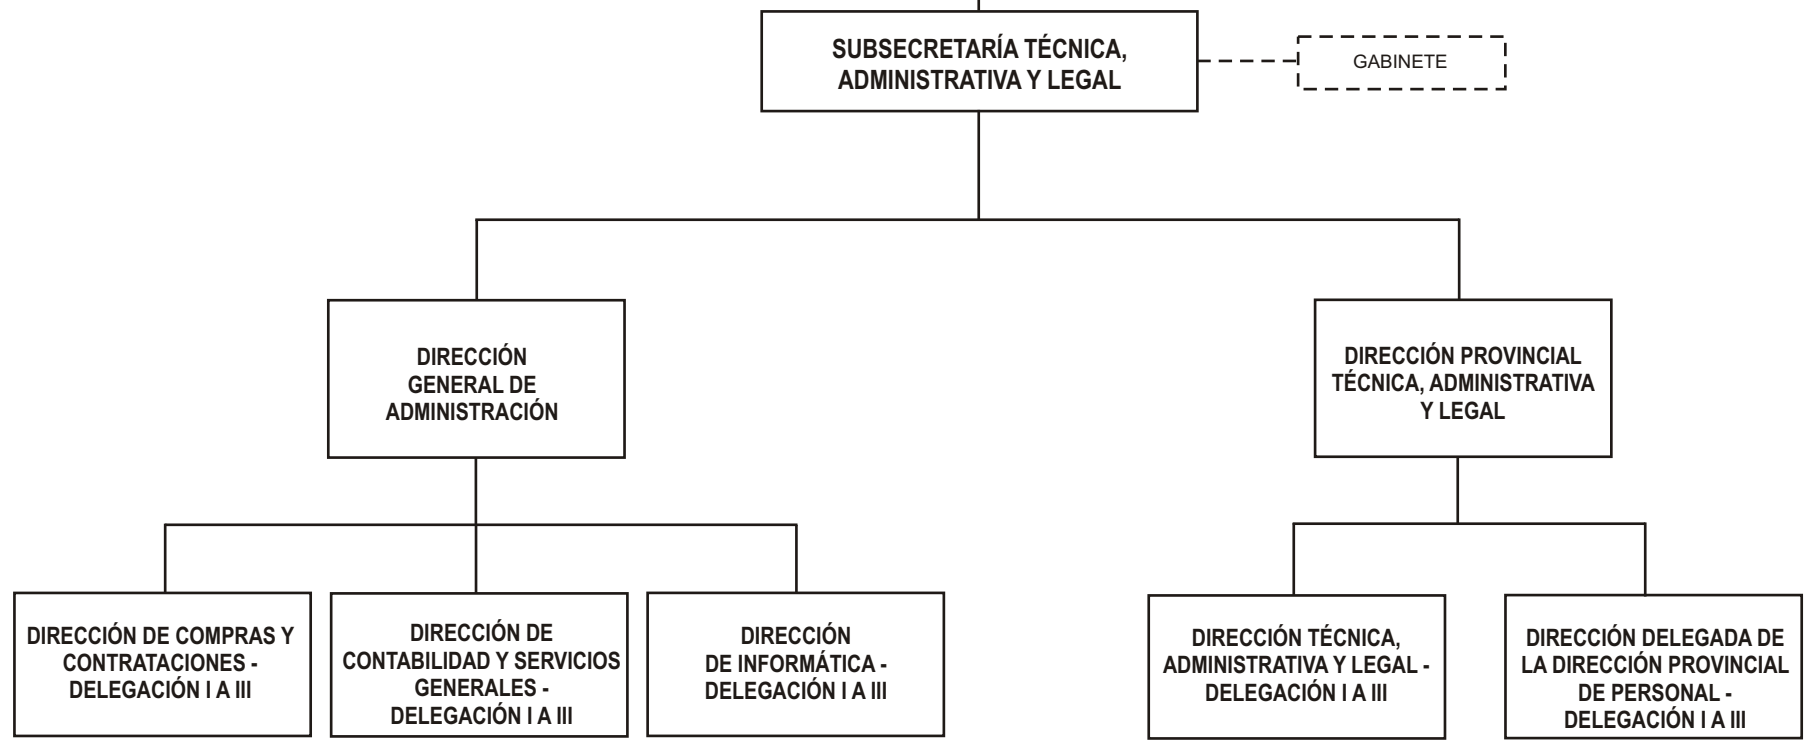 SUBSECRETARÍA TÉCNICA,
ADMINISTRATIVA Y LEGAL
GABINETE
DIRECCIÓN
GENERAL DE
ADMINISTRACIÓN
DIRECCIÓN PROVINCIAL
TÉCNICA, ADMINISTRATIVA
Y LEGAL
DIRECCIÓN DE COMPRAS Y
CONTRATACIONES -
DELEGACIÓN I A III
DIRECCIÓN DE
CONTABILIDAD Y SERVICIOS
GENERALES -
DELEGACIÓN I A III
DIRECCIÓN
DE INFORMÁTICA -
DELEGACIÓN I A III
DIRECCIÓN TÉCNICA,
ADMINISTRATIVA Y LEGAL -
DELEGACIÓN I A III
DIRECCIÓN DELEGADA DE
LA DIRECCIÓN PROVINCIAL
DE PERSONAL -
DELEGACIÓN I A III